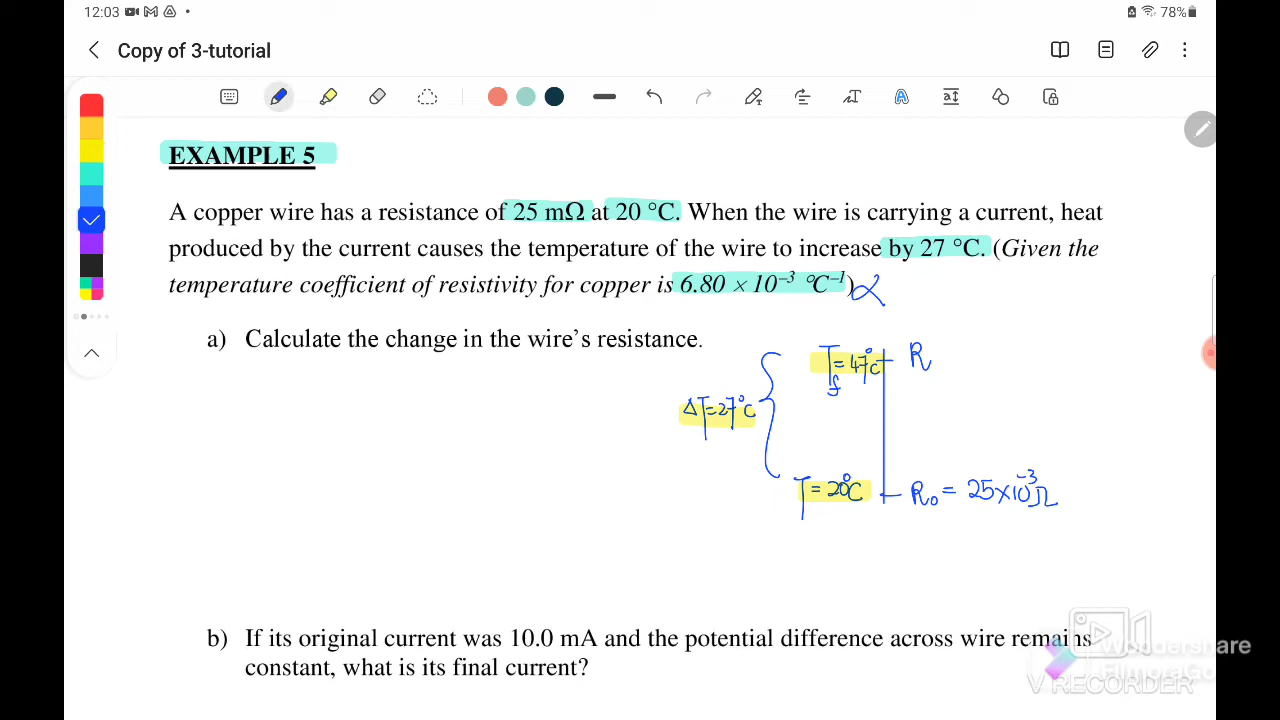 12:03
78%
Copy of 3-tutorial
EXAMPLE 5
A copper wire has a resistance of 25 mΩ at 20 °C. When the wire is carrying a current, heat
produced by the current causes the temperature of the wire to increase by 27 °C. (Given the
temperature coefficient of resistivity for copper is 6.80 × 10⁻³ °C⁻¹) α
a) Calculate the change in the wire's resistance.
T_f = 47°C R
ΔT = 27°C
T = 20°C R₀ = 25×10⁻³Ω
b) If its original current was 10.0 mA and the potential difference across wire remains
constant, what is its final current?
Wondershare
FilmoraGo
V RECORDER